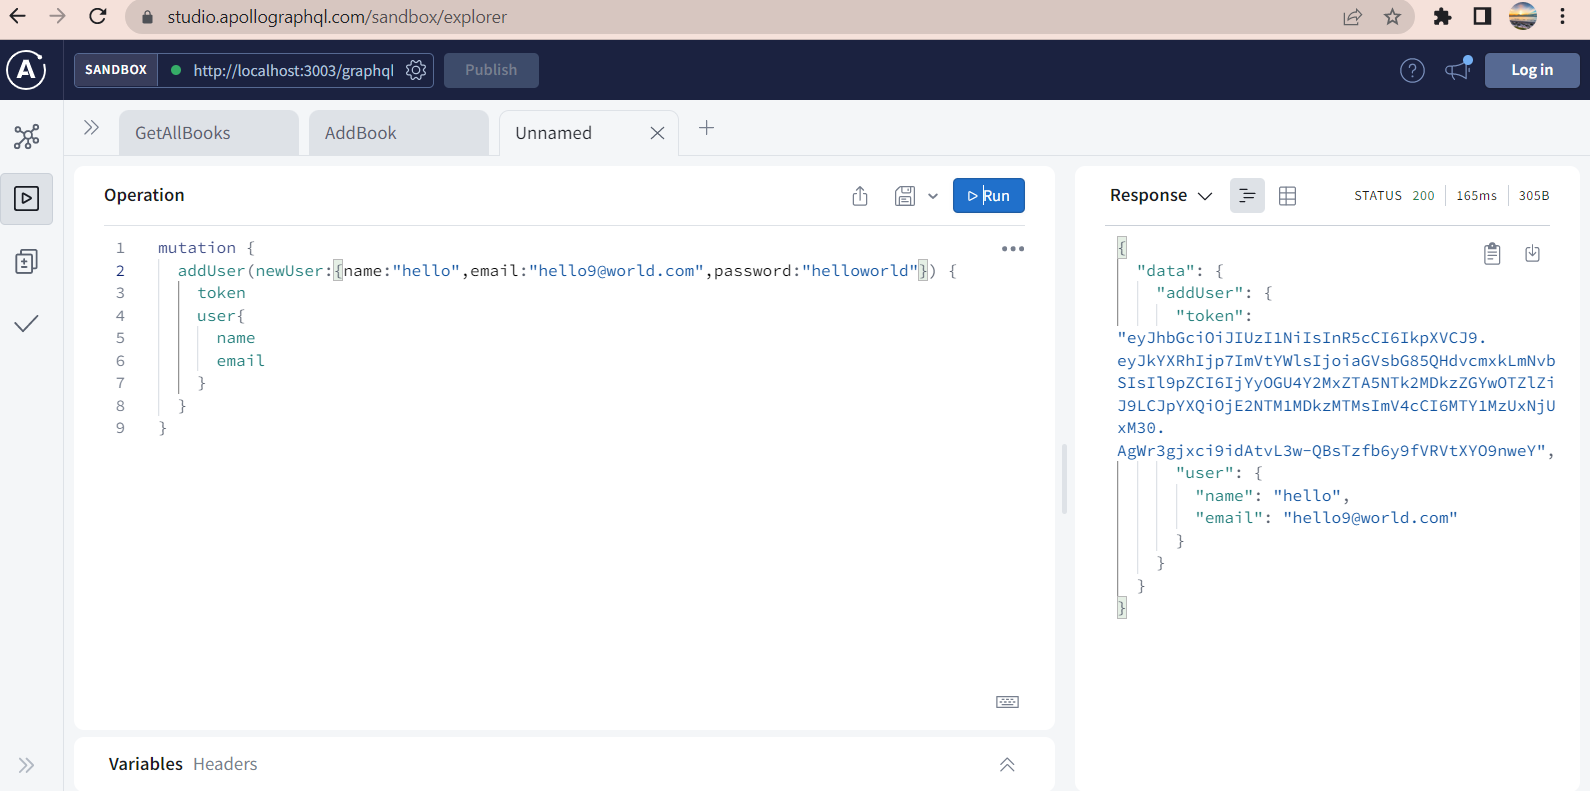 studio.apollographql.com/sandbox/explorer
A SANDBOX http://localhost:3003/graphql Publish ? Log in
GetAllBooks AddBook Unnamed
Operation Run
1 mutation {
2 addUser(newUser:{name:"hello",email:"hello9@world.com",password:"helloworld"}) {
3 token
4 user{
5 name
6 email
7 }
8 }
9 }
Variables Headers
Response STATUS 200 165ms 305B
{
"data": {
"addUser": {
"token":
"eyJhbGciOiJIUzI1NiIsInR5cCI6IkpXVCJ9.
eyJkYXRhIjp7ImVtYWlsIjoiaGVsbG85QHdvcmxkLmNvb
SIsIl9pZCI6IjYyOGU4Y2MxZTA5NTk2MDkzZGYwOTZlZi
J9LCJpYXQiOjE2NTM1MDkzMTMsImV4cCI6MTY1MzUxNjU
xM30.
AgWr3gjxci9idAtvL3w-QBsTzfb6y9fVRVtXYO9nweY",
"user": {
"name": "hello",
"email": "hello9@world.com"
}
}
}
}